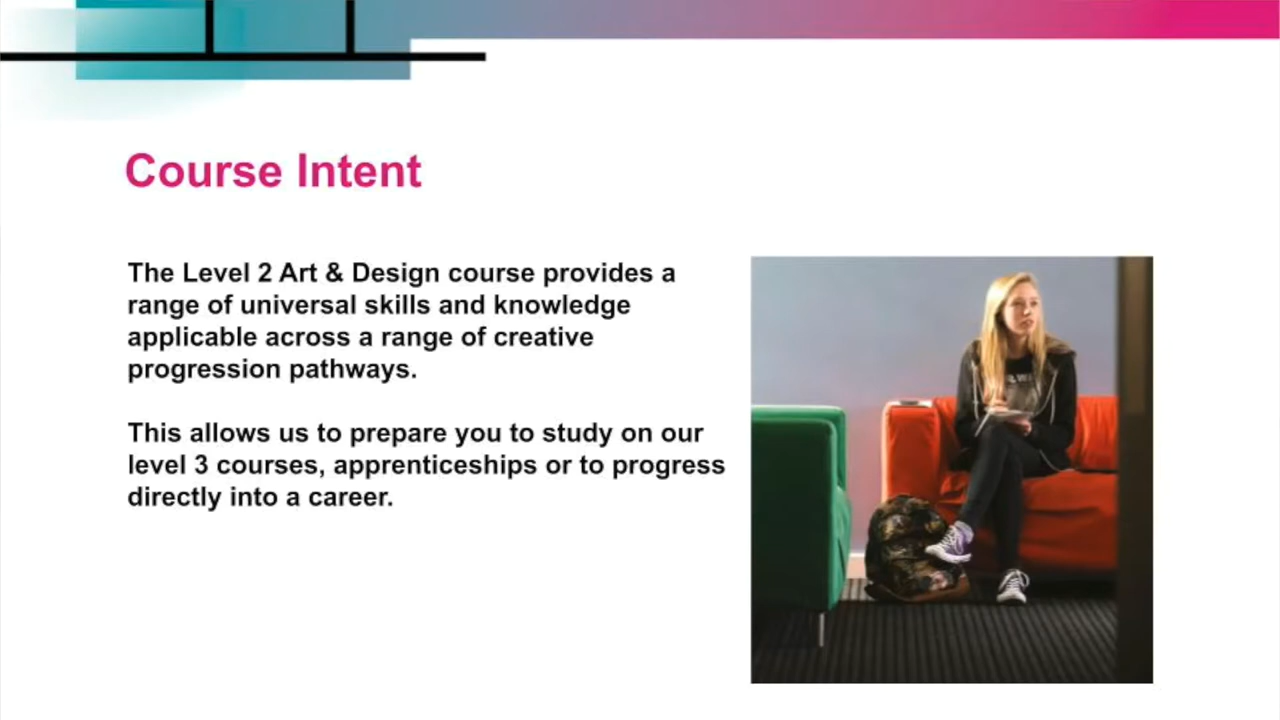 Course Intent
The Level 2 Art & Design course provides a
range of universal skills and knowledge
applicable across a range of creative
progression pathways.
This allows us to prepare you to study on our
level 3 courses, apprenticeships or to progress
directly into a career.